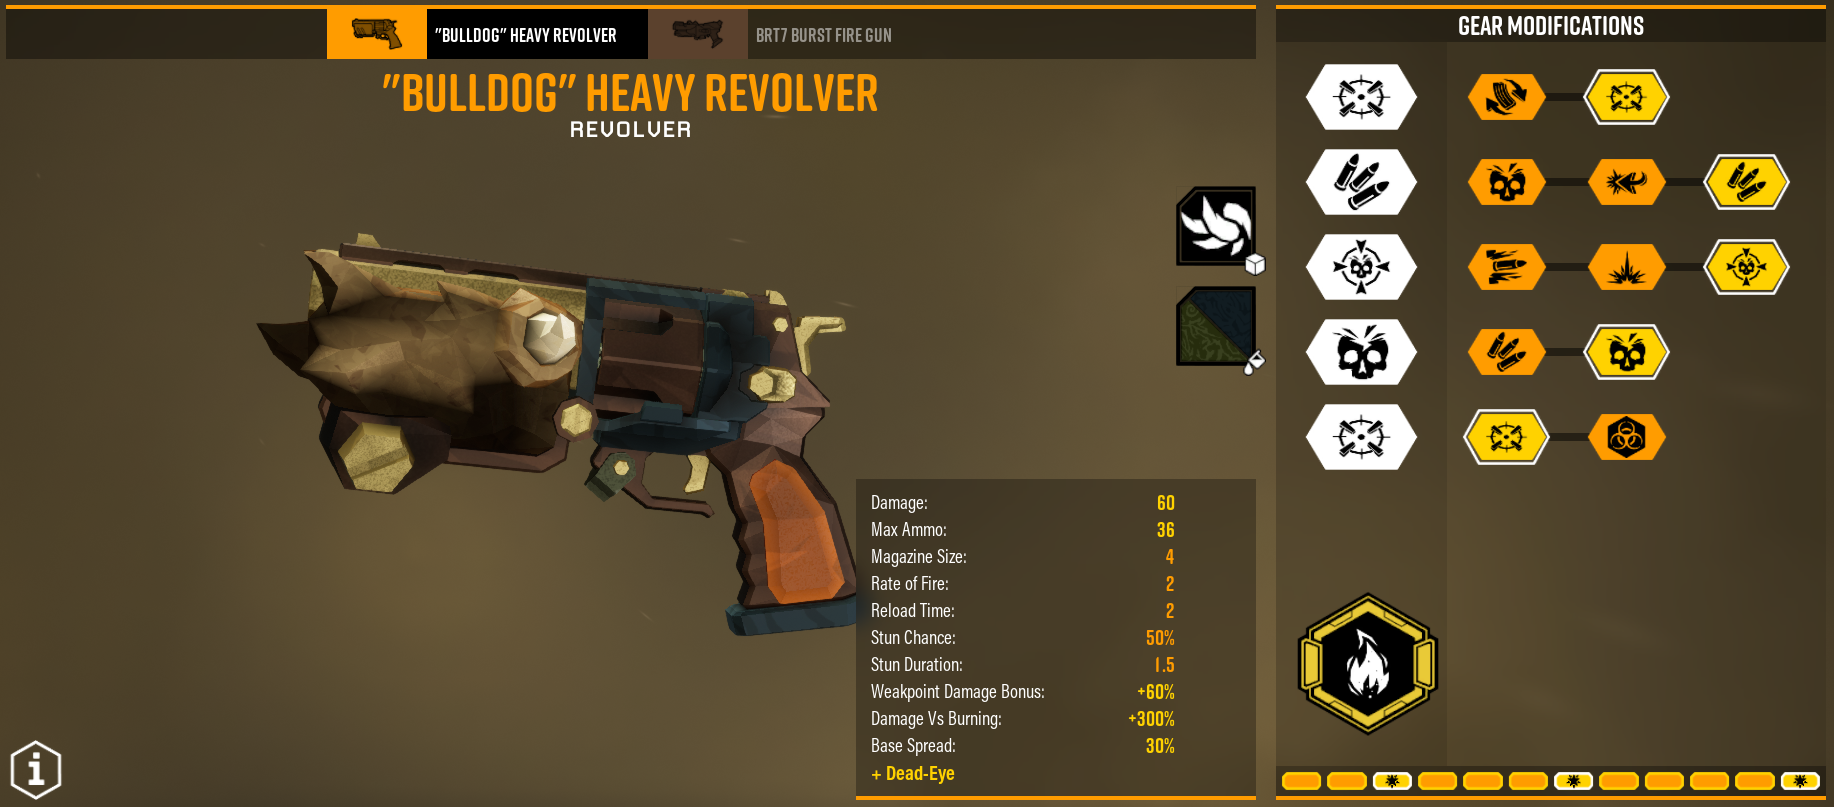 "BULLDOG" HEAVY REVOLVER
BRT7 BURST FIRE GUN
"BULLDOG" HEAVY REVOLVER
REVOLVER
Damage: 60
Max Ammo: 36
Magazine Size: 4
Rate of Fire: 2
Reload Time: 2
Stun Chance: 50%
Stun Duration: 1.5
Weakpoint Damage Bonus: +60%
Damage Vs Burning: +300%
Base Spread: 30%
+ Dead-Eye
GEAR MODIFICATIONS